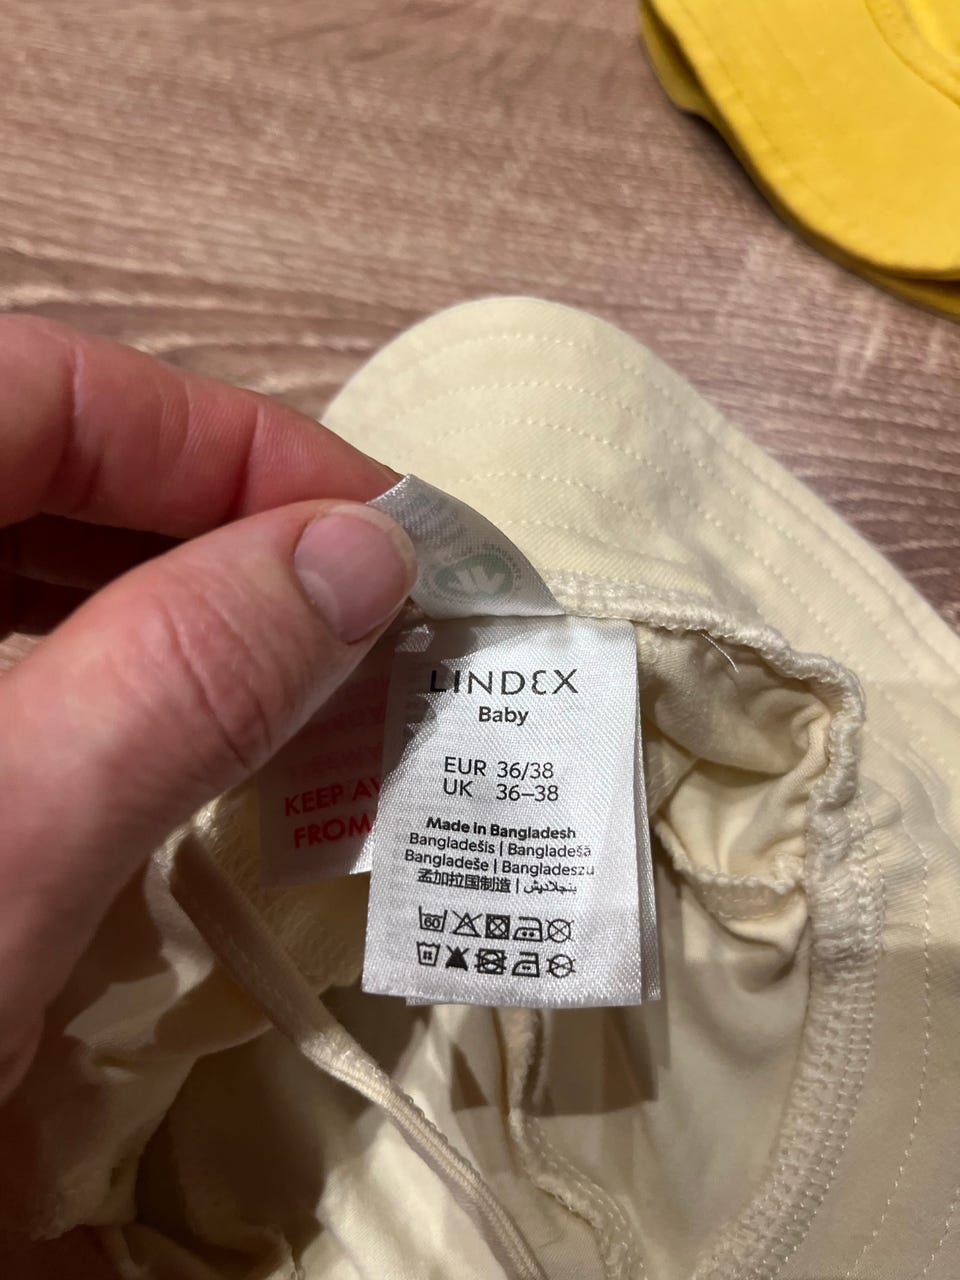 LINDEX
Baby
EUR 36/38
UK 36–38
Made in Bangladesh
Bangladešis | Bangladešā
Bangladeše | Bangladeszu
孟加拉国制造 | بنجلاديش
60
KEEP
FROM